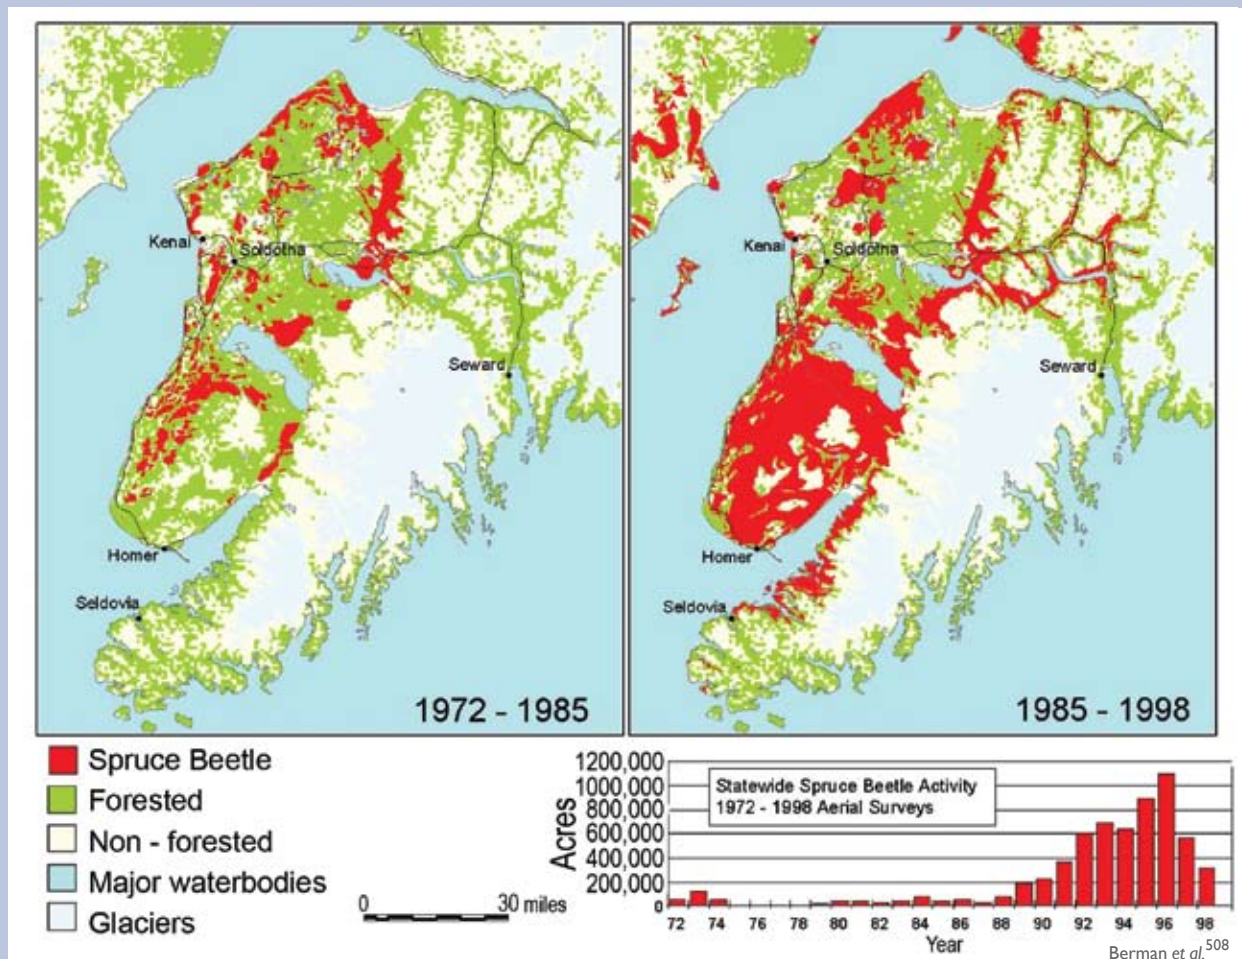 Kenai
Soldotha
Seward
Homer
Seldovia
1972 - 1985
Kenai
Soldotha
Seward
Homer
Seldovia
1985 - 1998
Spruce Beetle
Forested
Non - forested
Major waterbodies
Glaciers
0 30 miles
Statewide Spruce Beetle Activity
1972 - 1998 Aerial Surveys
Acres
1200,000
1000,000
800,000
600,000
400,000
200,000
0
72 74 76 78 80 82 84 86 88 90 92 94 96 98
Year
Berman et al.508